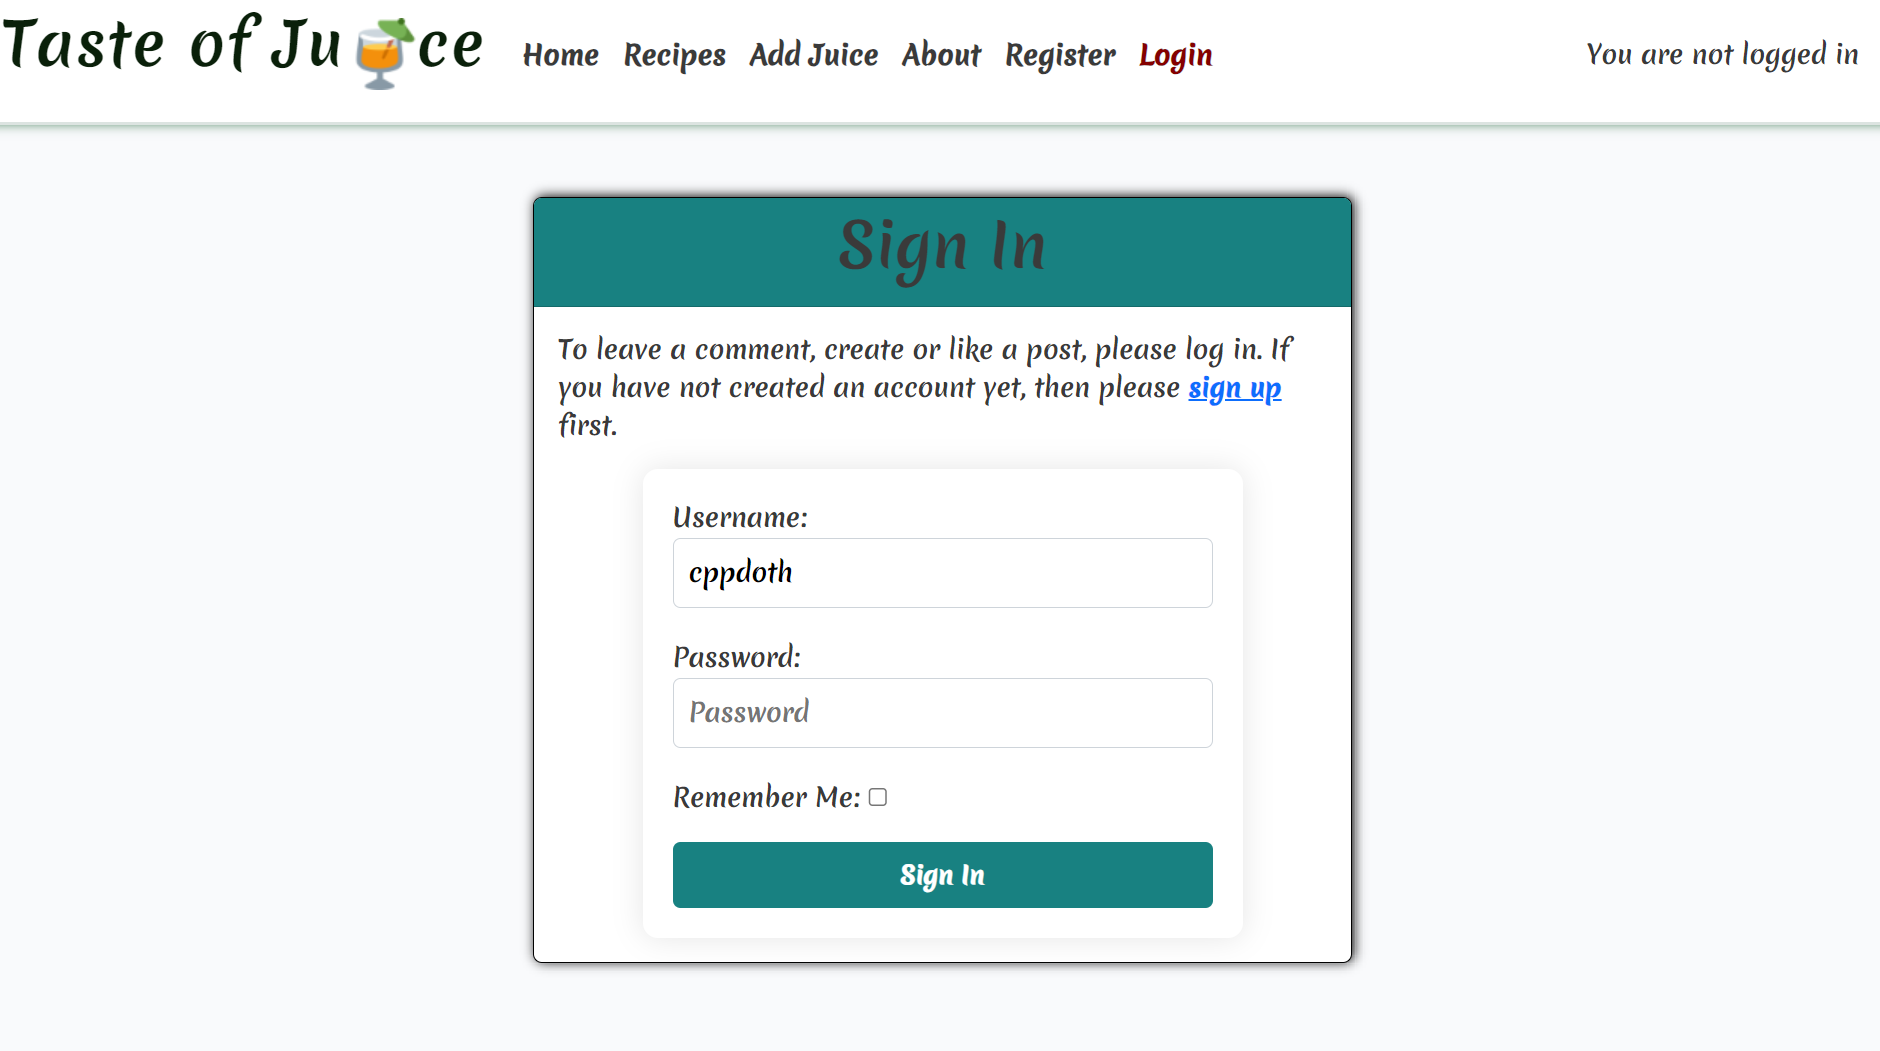 Taste of Ju ce
Home Recipes Add Juice About Register Login
You are not logged in
Sign In
To leave a comment, create or like a post, please log in. If
you have not created an account yet, then please sign up
first.
Username:
cppdoth
Password:
Password
Remember Me:
Sign In